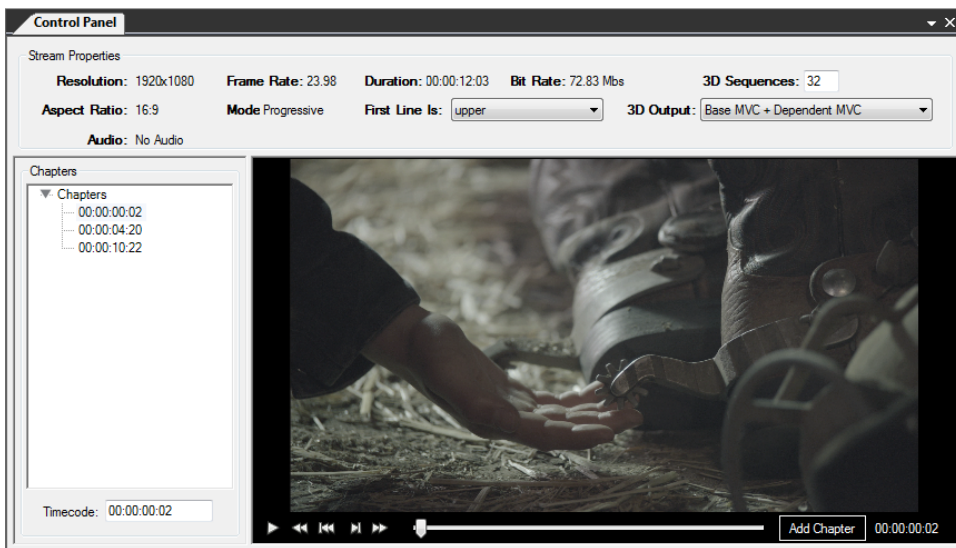 Control Panel
Stream Properties
Resolution: 1920x1080 Frame Rate: 23.98 Duration: 00:00:12:03 Bit Rate: 72.83 Mbs 3D Sequences: 32
Aspect Ratio: 16:9 Mode Progressive First Line Is: upper 3D Output: Base MVC + Dependent MVC
Audio: No Audio
Chapters
Chapters
00:00:00:02
00:00:04:20
00:00:10:22
Timecode: 00:00:00:02
Add Chapter 00:00:00:02